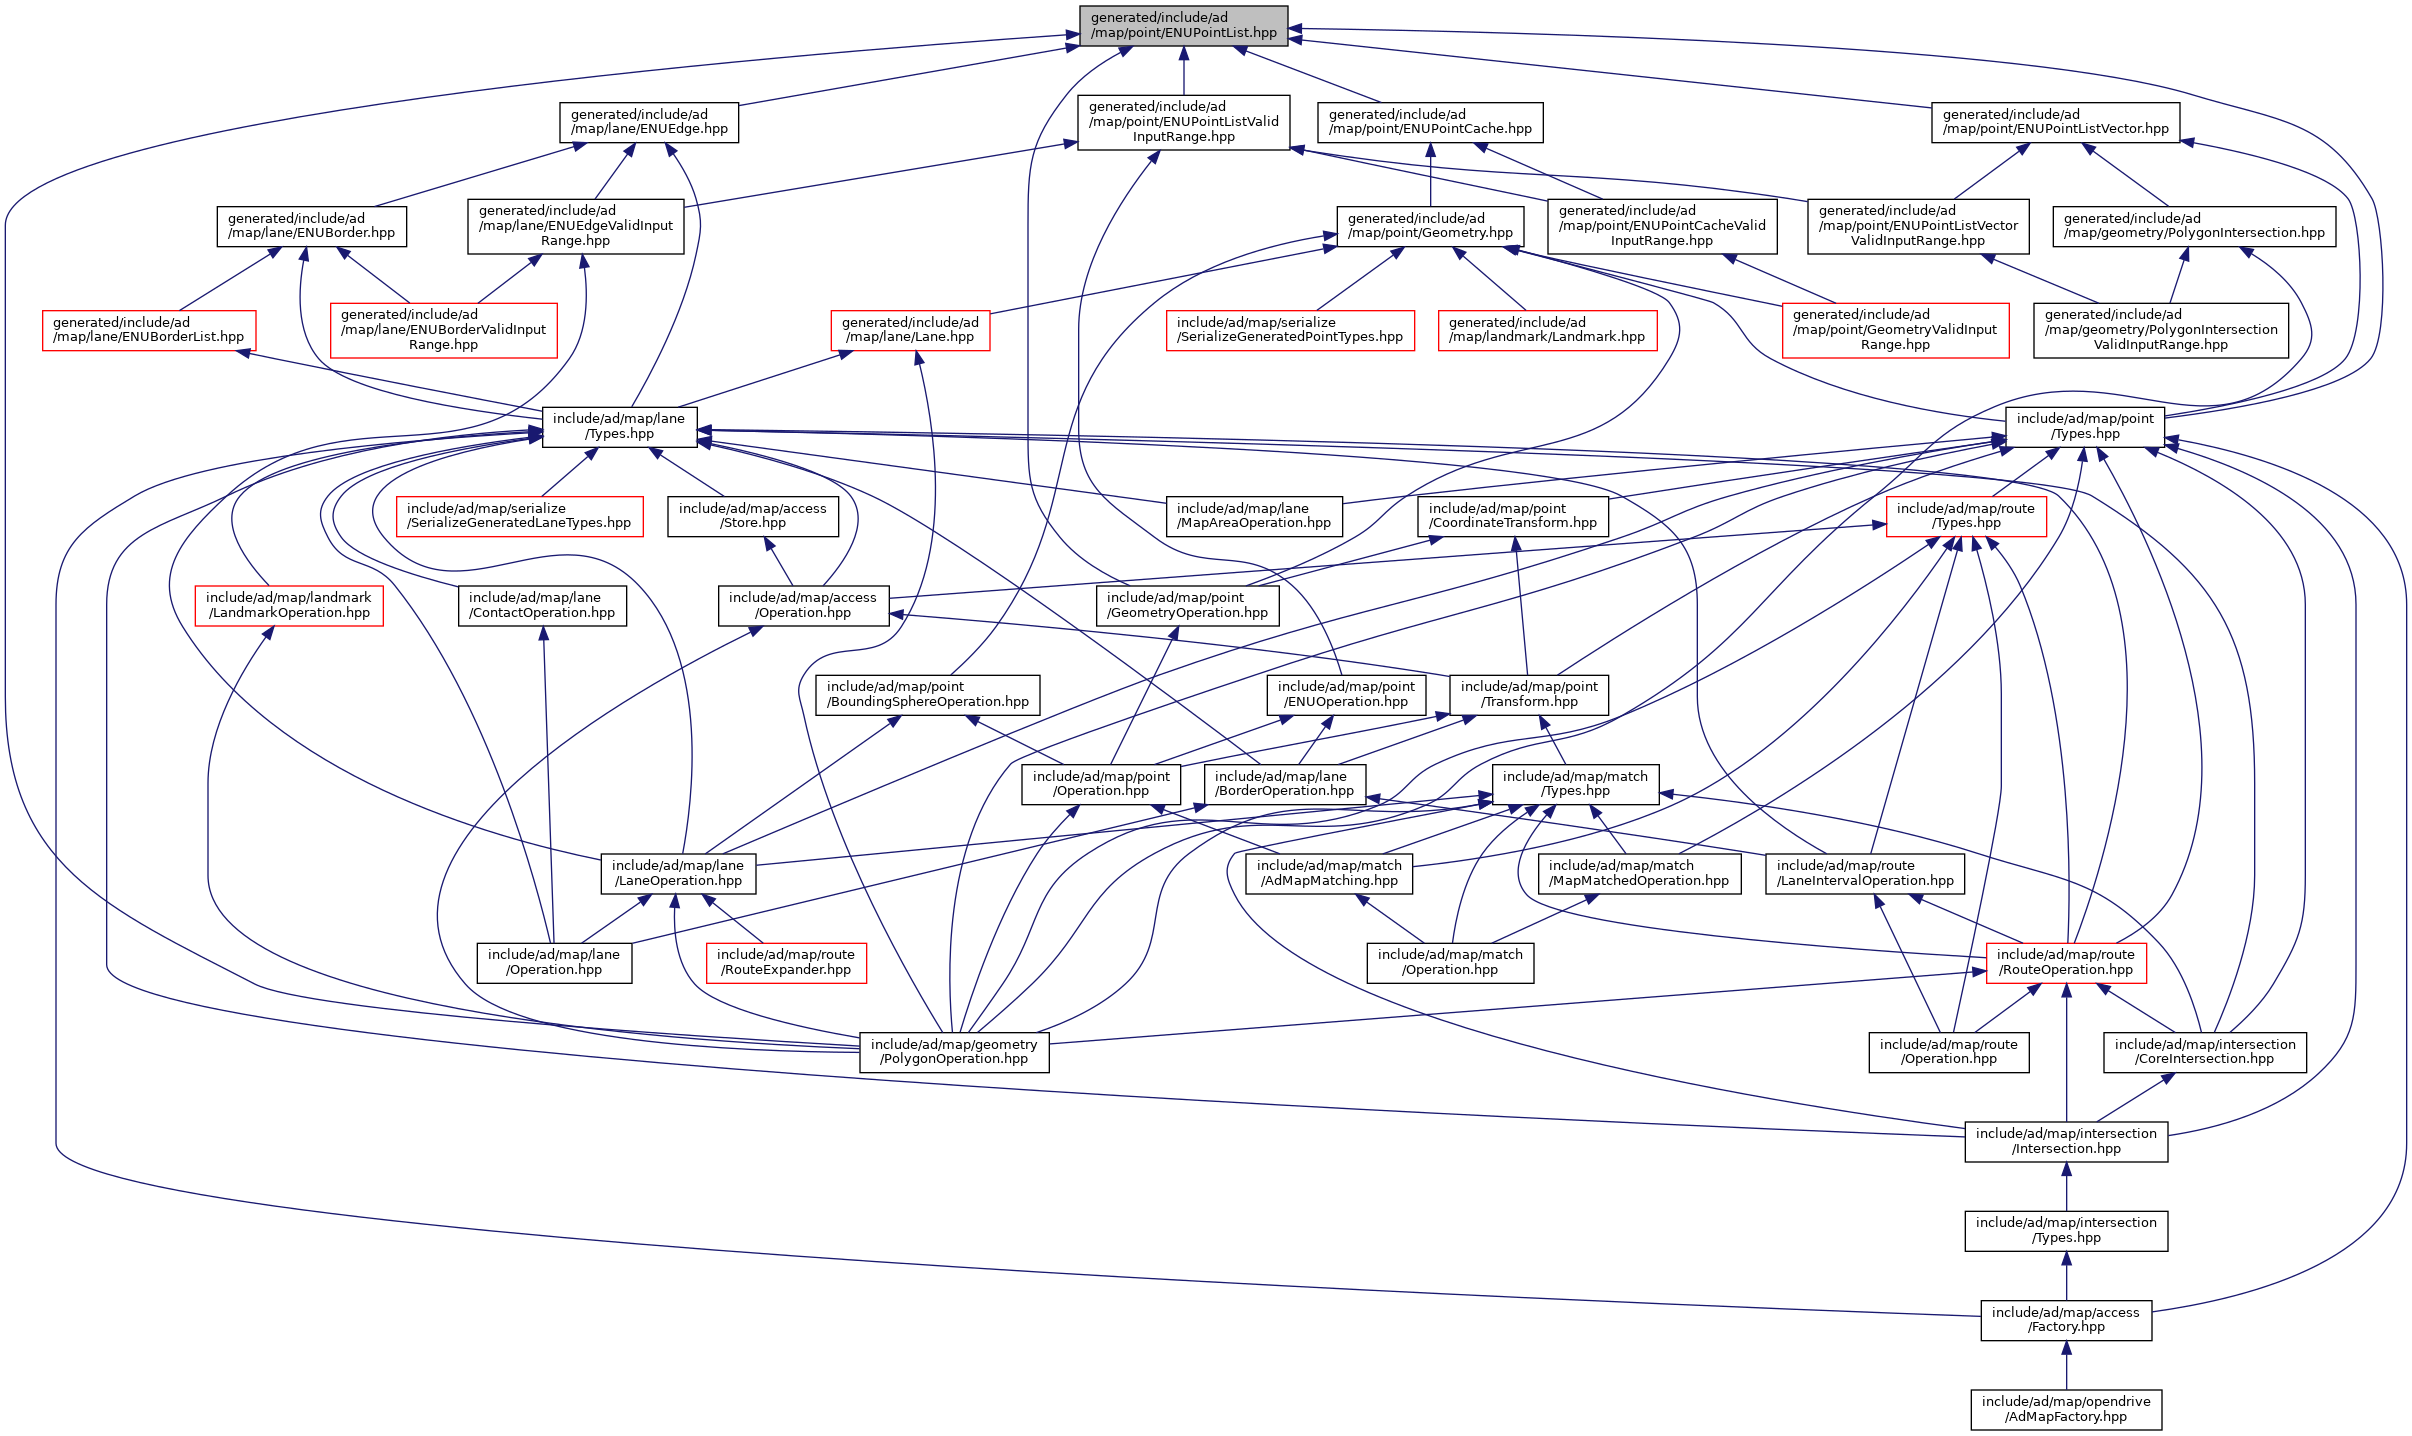 generated/include/ad
/map/point/ENUPointList.hpp
generated/include/ad
/map/lane/ENUEdge.hpp
generated/include/ad
/map/point/ENUPointListValid
InputRange.hpp
generated/include/ad
/map/point/ENUPointCache.hpp
generated/include/ad
/map/point/ENUPointListVector.hpp
generated/include/ad
/map/lane/ENUBorder.hpp
generated/include/ad
/map/lane/ENUEdgeValidInput
Range.hpp
generated/include/ad
/map/point/Geometry.hpp
generated/include/ad
/map/point/ENUPointCacheValid
InputRange.hpp
generated/include/ad
/map/point/ENUPointListVector
ValidInputRange.hpp
generated/include/ad
/map/geometry/PolygonIntersection.hpp
generated/include/ad
/map/lane/ENUBorderList.hpp
generated/include/ad
/map/lane/ENUBorderValidInput
Range.hpp
generated/include/ad
/map/lane/Lane.hpp
include/ad/map/serialize
/SerializeGeneratedPointTypes.hpp
generated/include/ad
/map/landmark/Landmark.hpp
generated/include/ad
/map/point/GeometryValidInput
Range.hpp
generated/include/ad
/map/geometry/PolygonIntersection
ValidInputRange.hpp
include/ad/map/lane
/Types.hpp
include/ad/map/point
/Types.hpp
include/ad/map/serialize
/SerializeGeneratedLaneTypes.hpp
include/ad/map/access
/Store.hpp
include/ad/map/lane
/MapAreaOperation.hpp
include/ad/map/point
/CoordinateTransform.hpp
include/ad/map/route
/Types.hpp
include/ad/map/landmark
/LandmarkOperation.hpp
include/ad/map/lane
/ContactOperation.hpp
include/ad/map/access
/Operation.hpp
include/ad/map/point
/GeometryOperation.hpp
include/ad/map/point
/BoundingSphereOperation.hpp
include/ad/map/point
/ENUOperation.hpp
include/ad/map/point
/Transform.hpp
include/ad/map/point
/Operation.hpp
include/ad/map/lane
/BorderOperation.hpp
include/ad/map/match
/Types.hpp
include/ad/map/lane
/LaneOperation.hpp
include/ad/map/match
/AdMapMatching.hpp
include/ad/map/match
/MapMatchedOperation.hpp
include/ad/map/route
/LaneIntervalOperation.hpp
include/ad/map/lane
/Operation.hpp
include/ad/map/route
/RouteExpander.hpp
include/ad/map/match
/Operation.hpp
include/ad/map/route
/RouteOperation.hpp
include/ad/map/geometry
/PolygonOperation.hpp
include/ad/map/route
/Operation.hpp
include/ad/map/intersection
/CoreIntersection.hpp
include/ad/map/intersection
/Intersection.hpp
include/ad/map/intersection
/Types.hpp
include/ad/map/access
/Factory.hpp
include/ad/map/opendrive
/AdMapFactory.hpp